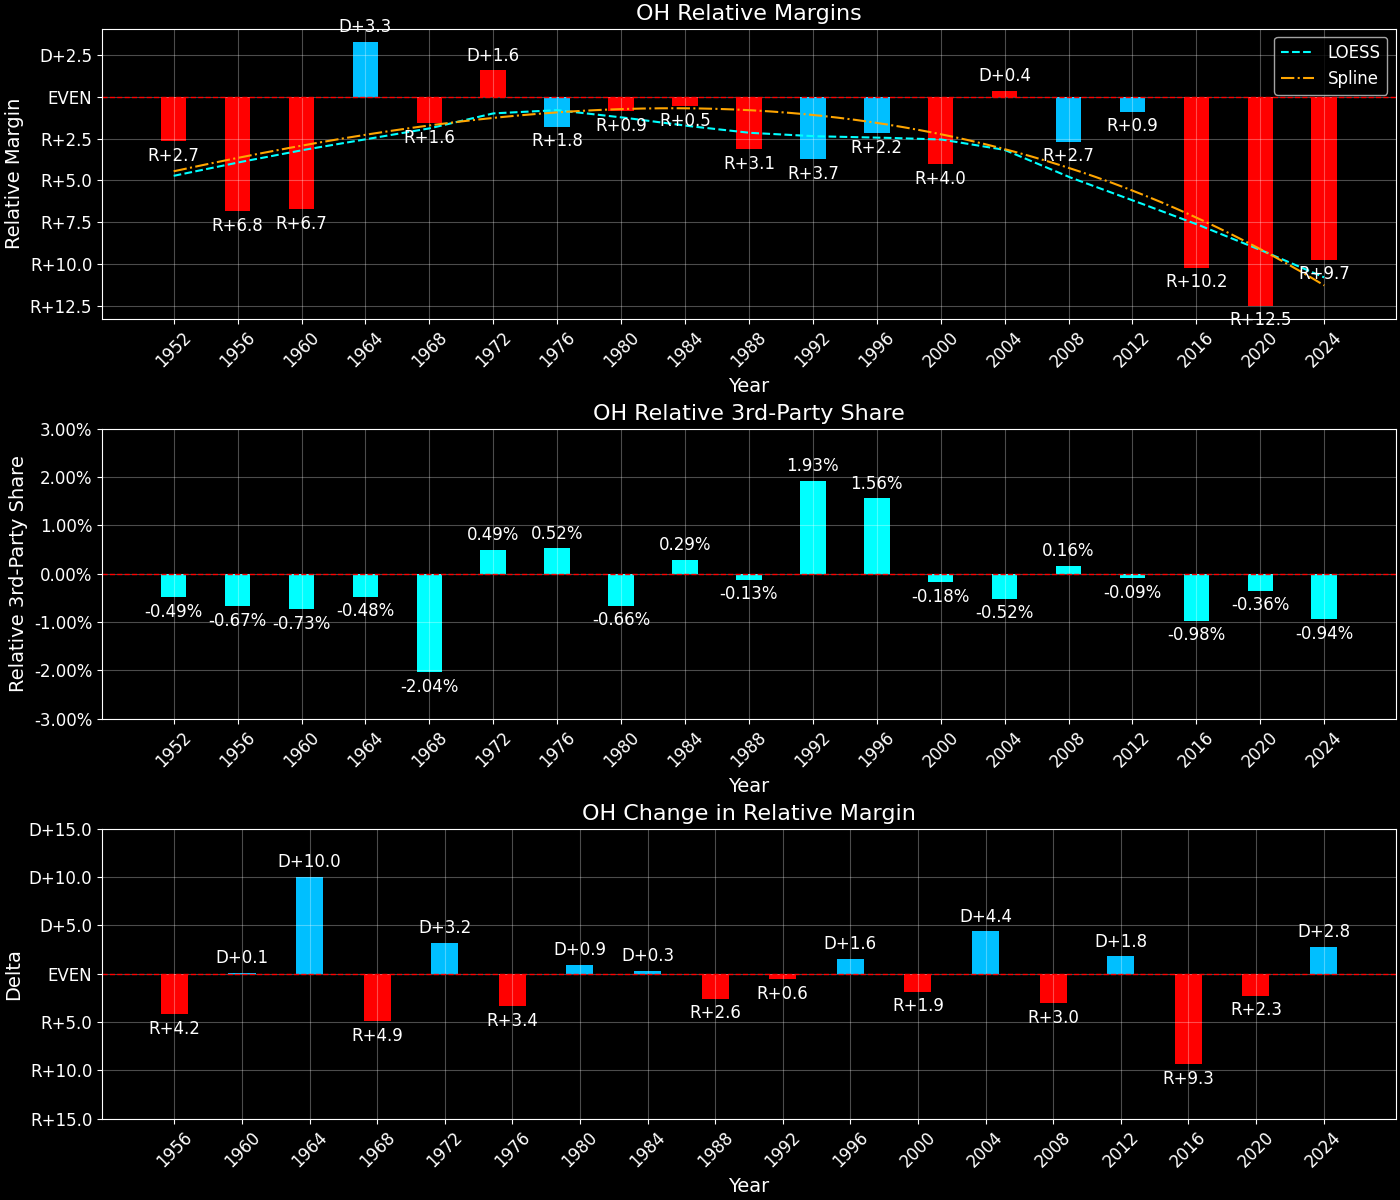 OH Relative Margins
Relative Margin
D+2.5
EVEN
R+2.5
R+5.0
R+7.5
R+10.0
R+12.5
LOESS
Spline
R+2.7
R+6.8
R+6.7
D+3.3
R+1.6
D+1.6
R+1.8
R+0.9
R+0.5
R+3.1
R+3.7
R+2.2
R+4.0
D+0.4
R+2.7
R+0.9
R+10.2
R+12.5
R+9.7
1952 1956 1960 1964 1968 1972 1976 1980 1984 1988 1992 1996 2000 2004 2008 2012 2016 2020 2024
Year
OH Relative 3rd-Party Share
Relative 3rd-Party Share
3.00%
2.00%
1.00%
0.00%
-1.00%
-2.00%
-3.00%
-0.49%
-0.67%
-0.73%
-0.48%
-2.04%
0.49%
0.52%
-0.66%
0.29%
-0.13%
1.93%
1.56%
-0.18%
-0.52%
0.16%
-0.09%
-0.98%
-0.36%
-0.94%
1952 1956 1960 1964 1968 1972 1976 1980 1984 1988 1992 1996 2000 2004 2008 2012 2016 2020 2024
Year
OH Change in Relative Margin
Delta
D+15.0
D+10.0
D+5.0
EVEN
R+5.0
R+10.0
R+15.0
R+4.2
D+0.1
D+10.0
R+4.9
D+3.2
R+3.4
D+0.9
D+0.3
R+2.6
R+0.6
D+1.6
R+1.9
D+4.4
R+3.0
D+1.8
R+9.3
R+2.3
D+2.8
1956 1960 1964 1968 1972 1976 1980 1984 1988 1992 1996 2000 2004 2008 2012 2016 2020 2024
Year